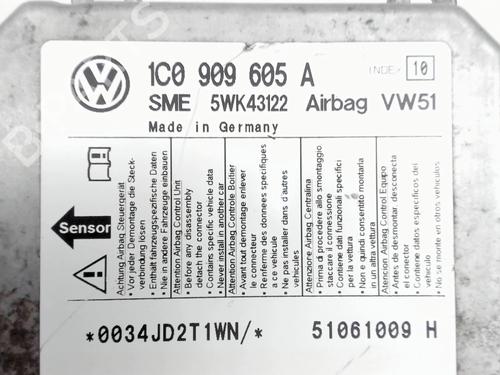 1C0 909 605 A
INDEX 10
SME 5WK43122 Airbag VW51
Made in Germany
Sensor
Achtung Airbag Steuergerät
• Vor jeder Demontage die Steck-
verbindung lösen
• Enthält fahrzeugspezifische Daten
• Nie in andere Fahrzeuge einbauen
Attention Airbag Control Unit
• Before any disassembly
detach the connector
• Contains specific vehicle data
• Never install in another car
Attention Airbag Controle Boitier
• Avant tout demontage enlever
le connecteur
• Renferme des donnees specifiques
a ce vehicule
• Ne pas installer dans d'autres
vehicules
Attenzione Airbag Centralina
• Prima di procedere allo smontaggio
staccare il connessione
• Contiene dati funzionali specifici
per la vettura
• Non e quindi consentito montarla
in un altra vettura
Atencion Airbag Control Equipo
• Antes de desmontar desconecta
el conector
• Contiene datos especificos del
vehiculo
• No se monte en otros vehiculos
*0034JD2T1WN/*
51061009 H